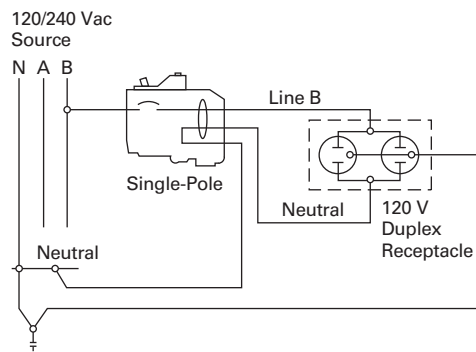 120/240 Vac
Source
N A B
Line B
Single-Pole
Neutral
120 V
Duplex
Receptacle
Neutral